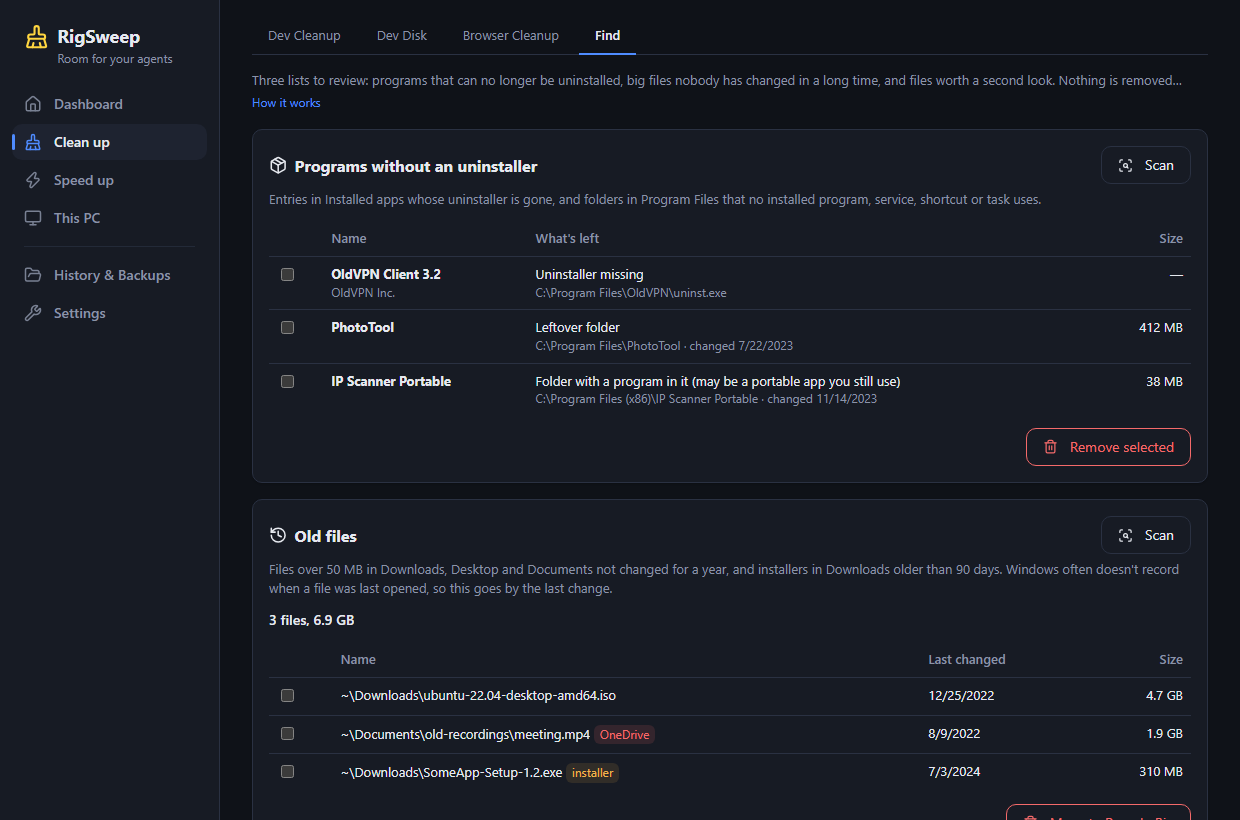 RigSweep
Room for your agents
Dashboard
Clean up
Speed up
This PC
History & Backups
Settings
Dev Cleanup Dev Disk Browser Cleanup Find
Three lists to review: programs that can no longer be uninstalled, big files nobody has changed in a long time, and files worth a second look. Nothing is removed...
How it works
Programs without an uninstaller
Scan
Entries in Installed apps whose uninstaller is gone, and folders in Program Files that no installed program, service, shortcut or task uses.
Name What's left Size
OldVPN Client 3.2 Uninstaller missing —
OldVPN Inc. C:\Program Files\OldVPN\uninst.exe
PhotoTool Leftover folder 412 MB
C:\Program Files\PhotoTool · changed 7/22/2023
IP Scanner Portable Folder with a program in it (may be a portable app you still use) 38 MB
C:\Program Files (x86)\IP Scanner Portable · changed 11/14/2023
Remove selected
Old files
Scan
Files over 50 MB in Downloads, Desktop and Documents not changed for a year, and installers in Downloads older than 90 days. Windows often doesn't record
when a file was last opened, so this goes by the last change.
3 files, 6.9 GB
Name Last changed Size
~\Downloads\ubuntu-22.04-desktop-amd64.iso 12/25/2022 4.7 GB
~\Documents\old-recordings\meeting.mp4 OneDrive 8/9/2022 1.9 GB
~\Downloads\SomeApp-Setup-1.2.exe installer 7/3/2024 310 MB